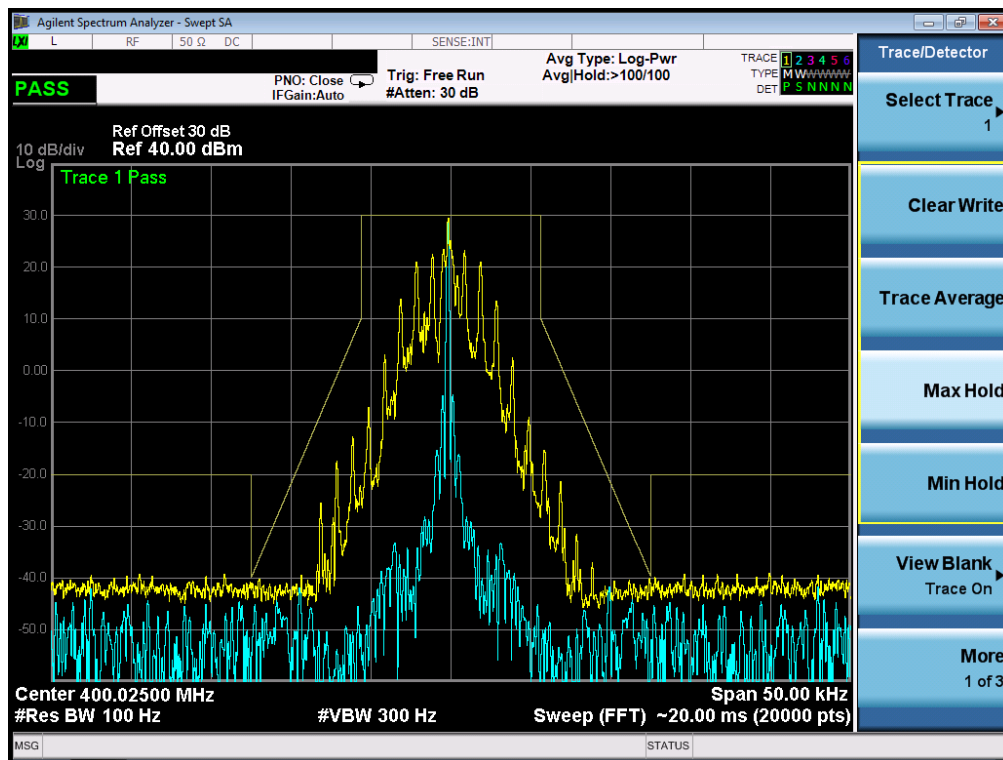 Agilent Spectrum Analyzer - Swept SA
LXI L RF 50 Ω DC SENSE:INT
PASS
PNO: Close
IFGain:Auto
Trig: Free Run
#Atten: 30 dB
Avg Type: Log-Pwr
Avg|Hold:>100/100
TRACE 1 2 3 4 5 6
TYPE M WWWWW
DET P S N N N N
10 dB/div
Log
Ref Offset 30 dB
Ref 40.00 dBm
Trace 1 Pass
30.0
20.0
10.0
0.00
-10.0
-20.0
-30.0
-40.0
-50.0
Center 400.02500 MHz
#Res BW 100 Hz
#VBW 300 Hz
Span 50.00 kHz
Sweep (FFT) ~20.00 ms (20000 pts)
MSG
STATUS
Trace/Detector
Select Trace
1
Clear Write
Trace Average
Max Hold
Min Hold
View Blank
Trace On
More
1 of 3